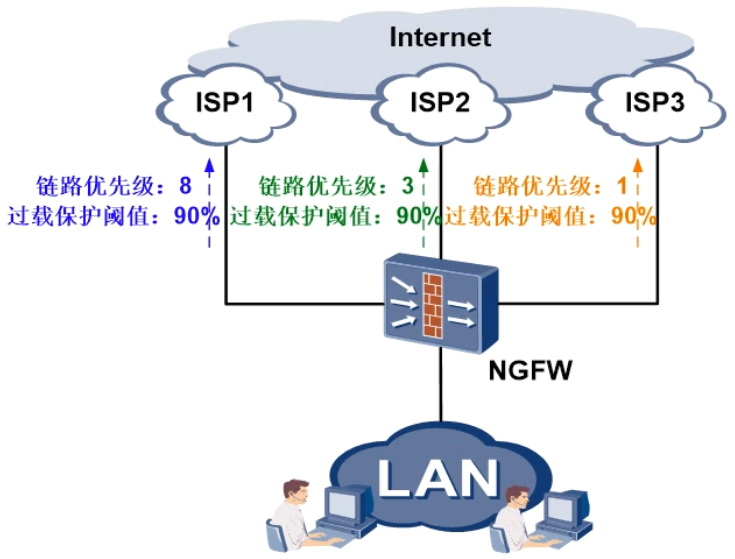 Internet
ISP1
ISP2
ISP3
链路优先级：8
过载保护阈值：90%
链路优先级：3
过载保护阈值：90%
链路优先级：1
过载保护阈值：90%
NGFW
LAN